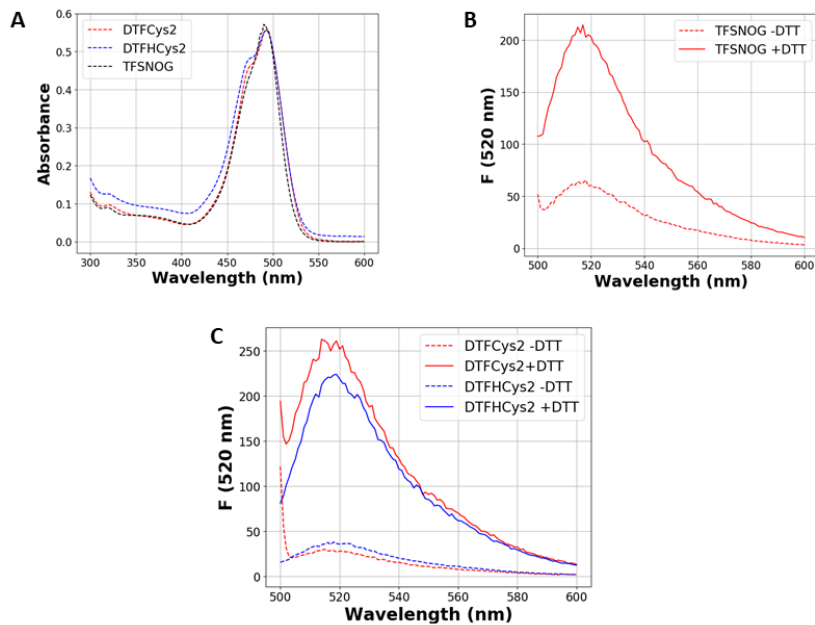 A
0.6
0.5
0.4
0.3
0.2
0.1
0.0
Absorbance
DTFCys2
DTFHCys2
TFSNOG
300
350
400
450
500
550
600
Wavelength (nm)
B
200
150
100
50
0
F (520 nm)
TFSNOG -DTT
TFSNOG +DTT
500
520
540
560
580
600
Wavelength (nm)
C
250
200
150
100
50
0
F (520 nm)
DTFCys2 -DTT
DTFCys2+DTT
DTFHCys2 -DTT
DTFHCys2 +DTT
500
520
540
560
580
600
Wavelength (nm)